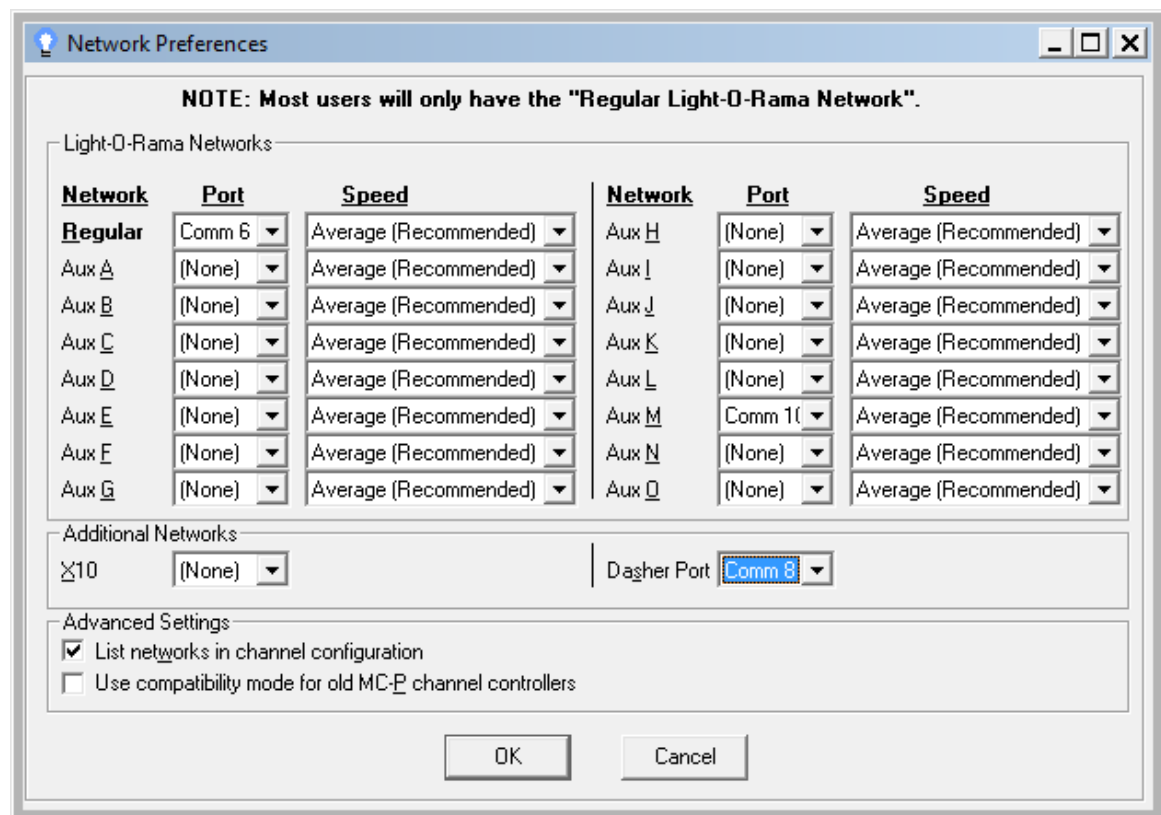 Network Preferences
NOTE: Most users will only have the "Regular Light-O-Rama Network".
Light-O-Rama Networks
Network Port Speed Network Port Speed
Regular Comm 6 Average (Recommended) Aux H (None) Average (Recommended)
Aux A (None) Average (Recommended) Aux I (None) Average (Recommended)
Aux B (None) Average (Recommended) Aux J (None) Average (Recommended)
Aux C (None) Average (Recommended) Aux K (None) Average (Recommended)
Aux D (None) Average (Recommended) Aux L (None) Average (Recommended)
Aux E (None) Average (Recommended) Aux M Comm 10 Average (Recommended)
Aux F (None) Average (Recommended) Aux N (None) Average (Recommended)
Aux G (None) Average (Recommended) Aux O (None) Average (Recommended)
Additional Networks
X10 (None) Dasher Port Comm 8
Advanced Settings
List networks in channel configuration
Use compatibility mode for old MC-P channel controllers
OK Cancel